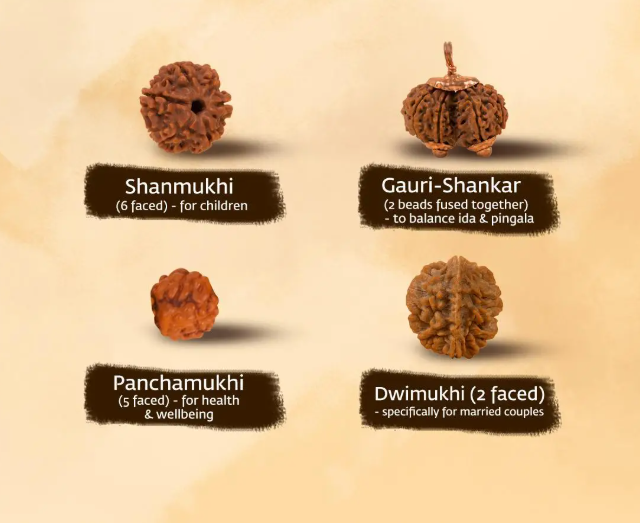 Shanmukhi
(6 faced) - for children
Gauri-Shankar
(2 beads fused together)
- to balance ida & pingala
Panchamukhi
(5 faced) - for health
& wellbeing
Dwimukhi (2 faced)
- specifically for married couples